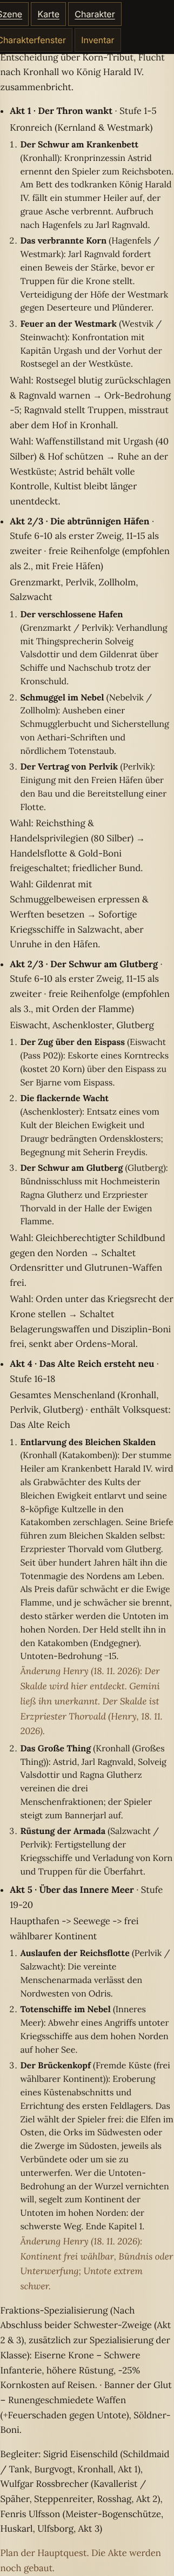 Szene
Karte
Charakter
Charakterfenster
Inventar
Entscheidung über Korn-Tribut, Flucht
nach Kronhall wo König Harald IV.
zusammenbricht.
• Akt 1 · Der Thron wankt · Stufe 1-5
Kronreich (Kernland & Westmark)
1. Der Schwur am Krankenbett
(Kronhall): Kronprinzessin Astrid
ernennt den Spieler zum Reichsboten.
Am Bett des todkranken König Harald
IV. fällt ein stummer Heiler auf, der
graue Asche verbrennt. Aufbruch
nach Hagenfels zu Jarl Ragnvald.
2. Das verbrannte Korn (Hagenfels /
Westmark): Jarl Ragnvald fordert
einen Beweis der Stärke, bevor er
Truppen für die Krone stellt.
Verteidigung der Höfe der Westmark
gegen Deserteure und Plünderer.
3. Feuer an der Westmark (Westvik /
Steinwacht): Konfrontation mit
Kapitän Urgash und der Vorhut der
Rostsegel an der Westküste.
Wahl: Rostsegel blutig zurückschlagen
& Ragnvald warnen → Ork-Bedrohung
-5; Ragnvald stellt Truppen, misstraut
aber dem Hof in Kronhall.
Wahl: Waffenstillstand mit Urgash (40
Silber) & Hof schützen → Ruhe an der
Westküste; Astrid behält volle
Kontrolle, Kultist bleibt länger
unentdeckt.
• Akt 2/3 · Die abtrünnigen Häfen ·
Stufe 6-10 als erster Zweig, 11-15 als
zweiter · freie Reihenfolge (empfohlen
als 2., mit Freie Häfen)
Grenzmarkt, Perlvik, Zollholm,
Salzwacht
1. Der verschlossene Hafen
(Grenzmarkt / Perlvik): Verhandlung
mit Thingsprecherin Solveig
Valsdottir und dem Gildenrat über
Schiffe und Nachschub trotz der
Kronschuld.
2. Schmuggel im Nebel (Nebelvik /
Zollholm): Ausheben einer
Schmugglerbucht und Sicherstellung
von Aethari-Schriften und
nördlichem Totenstaub.
3. Der Vertrag von Perlvik (Perlvik):
Einigung mit den Freien Häfen über
den Bau und die Bereitstellung einer
Flotte.
Wahl: Reichsthing &
Handelsprivilegien (80 Silber) →
Handelsflotte & Gold-Boni
freigeschaltet; friedlicher Bund.
Wahl: Gildenrat mit
Schmuggelbeweisen erpressen &
Werften besetzen → Sofortige
Kriegsschiffe in Salzwacht, aber
Unruhe in den Häfen.
• Akt 2/3 · Der Schwur am Glutberg ·
Stufe 6-10 als erster Zweig, 11-15 als
zweiter · freie Reihenfolge (empfohlen
als 3., mit Orden der Flamme)
Eiswacht, Aschenkloster, Glutberg
1. Der Zug über den Eispass (Eiswacht
(Pass P02)): Eskorte eines Korntrecks
(kostet 20 Korn) über den Eispass zu
Ser Bjarne vom Eispass.
2. Die flackernde Wacht
(Aschenkloster): Entsatz eines vom
Kult der Bleichen Ewigkeit und
Draugr bedrängten Ordensklosters;
Begegnung mit Seherin Freydis.
3. Der Schwur am Glutberg (Glutberg):
Bündnisschluss mit Hochmeisterin
Ragna Glutherz und Erzpriester
Thorvald in der Halle der Ewigen
Flamme.
Wahl: Gleichberechtigter Schildbund
gegen den Norden → Schaltet
Ordensritter und Glutrunen-Waffen
frei.
Wahl: Orden unter das Kriegsrecht der
Krone stellen → Schaltet
Belagerungswaffen und Disziplin-Boni
frei, senkt aber Ordens-Moral.
• Akt 4 · Das Alte Reich ersteht neu ·
Stufe 16-18
Gesamtes Menschenland (Kronhall,
Perlvik, Glutberg) · enthält Volksquest:
Das Alte Reich
1. Entlarvung des Bleichen Skalden
(Kronhall (Katakomben)): Der stumme
Heiler am Krankenbett Harald IV. wird
als Grabwächter des Kults der
Bleichen Ewigkeit entlarvt und seine
8-köpfige Kultzelle in den
Katakomben zerschlagen. Seine Briefe
führen zum Bleichen Skalden selbst:
Erzpriester Thorvald vom Glutberg.
Seit über hundert Jahren hält ihn die
Totenmagie des Nordens am Leben.
Als Preis dafür schwächt er die Ewige
Flamme, und je schwächer sie brennt,
desto stärker werden die Untoten im
hohen Norden. Der Held stellt ihn in
den Katakomben (Endgegner).
Untoten-Bedrohung −15.
Änderung Henry (18. 11. 2026): Der
Skalde wird hier entdeckt. Gemini
ließ ihn unerkannt. Der Skalde ist
Erzpriester Thorvald (Henry, 18. 11.
2026).
2. Das Große Thing (Kronhall (Großes
Thing)): Astrid, Jarl Ragnvald, Solveig
Valsdottir und Ragna Glutherz
vereinen die drei
Menschenfraktionen; der Spieler
steigt zum Bannerjarl auf.
3. Rüstung der Armada (Salzwacht /
Perlvik): Fertigstellung der
Kriegsschiffe und Verladung von Korn
und Truppen für die Überfahrt.
• Akt 5 · Über das Innere Meer · Stufe
19-20
Haupthafen -> Seewege -> frei
wählbarer Kontinent
1. Auslaufen der Reichsflotte (Perlvik /
Salzwacht): Die vereinte
Menschenarmada verlässt den
Nordwesten von Odris.
2. Totenschiffe im Nebel (Inneres
Meer): Abwehr eines Angriffs untoter
Kriegsschiffe aus dem hohen Norden
auf hoher See.
3. Der Brückenkopf (Fremde Küste (frei
wählbarer Kontinent)): Eroberung
eines Küstenabschnitts und
Errichtung des ersten Feldlagers. Das
Ziel wählt der Spieler frei: die Elfen im
Osten, die Orks im Südwesten oder
die Zwerge im Südosten, jeweils als
Verbündete oder um sie zu
unterwerfen. Wer die Untoten-
Bedrohung an der Wurzel vernichten
will, segelt zum Kontinent der
Untoten im hohen Norden: der
schwerste Weg. Ende Kapitel 1.
Änderung Henry (18. 11. 2026):
Kontinent frei wählbar, Bündnis oder
Unterwerfung; Untote extrem
schwer.
Fraktions-Spezialisierung (Nach
Abschluss beider Schwester-Zweige (Akt
2 & 3), zusätzlich zur Spezialisierung der
Klasse): Eiserne Krone – Schwere
Infanterie, höhere Rüstung, -25%
Kornkosten auf Reisen. · Banner der Glut
– Runengeschmiedete Waffen
(+Feuerschaden gegen Untote), Söldner-
Boni.
Begleiter: Sigrid Eisenschild (Schildmaid
/ Tank, Burgvogt, Kronhall, Akt 1),
Wulfgar Rossbrecher (Kavallerist /
Späher, Steppenreiter, Rosshag, Akt 2),
Fenris Ulfsson (Meister-Bogenschütze,
Huskarl, Ulfsborg, Akt 3)
Plan der Hauptquest. Die Akte werden
noch gebaut.